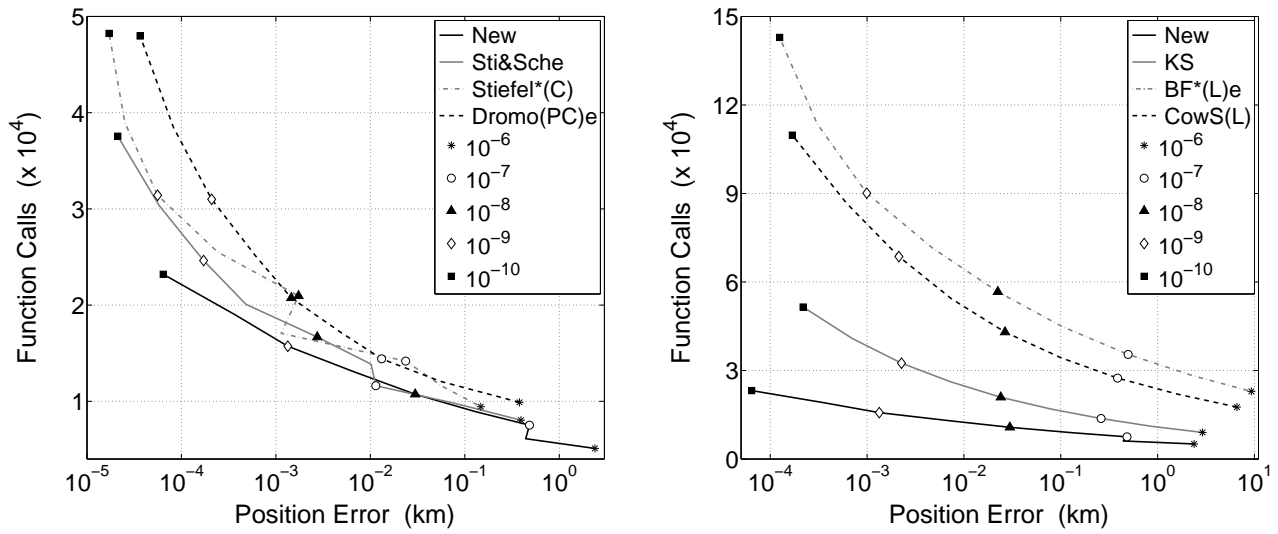 5
4
3
2
1
Function Calls (x 10^4)
10^-5
10^-4
10^-3
10^-2
10^-1
10^0
Position Error (km)
New
Sti&Sche
Stiefel*(C)
Dromo(PC)e
10^-6
10^-7
10^-8
10^-9
10^-10
15
12
9
6
3
0
Function Calls (x 10^4)
10^-4
10^-3
10^-2
10^-1
10^0
10^1
Position Error (km)
New
KS
BF*(L)e
CowS(L)
10^-6
10^-7
10^-8
10^-9
10^-10